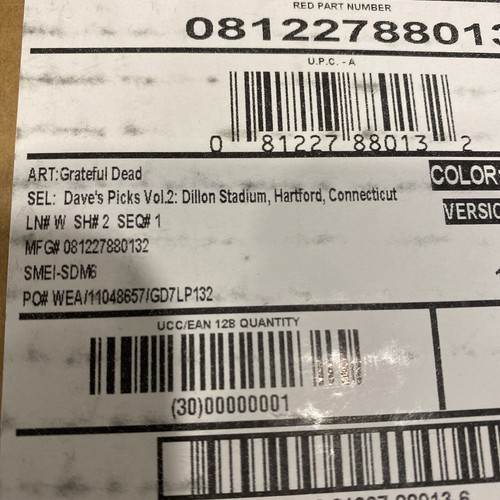 RED PART NUMBER
08122788013
U.P.C. - A
0 81227 88013 2
ART:Grateful Dead
SEL: Dave's Picks Vol.2: Dillon Stadium, Hartford, Connecticut
LN# W SH# 2 SEQ# 1
MFG# 081227880132
SMEI-SDM6
PO# WEA/11048657/GD7LP132
COLOR
VERSIO
UCC/EAN 128 QUANTITY
(30)00000001